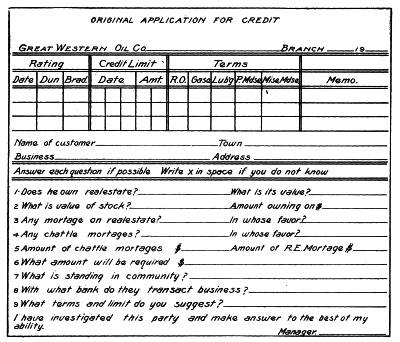 ORIGINAL APPLICATION FOR CREDIT
GREAT WESTERN OIL CO. BRANCH 19
Rating Credit Limit Terms
Date Dun Brad. Date Amt. R.O. Gase Lubg P.Mdse Misc Mdse Memo.
Name of customer Town
Business Address
Answer each question if possible Write x in space if you do not know
1-Does he own realestate? What is its value?
2 What is value of stock? Amount owning on $
3 Any mortage on realestate? In whose favor?
4 Any chattle mortages? In whose favor?
5 Amount of chattle mortages $ Amount of R.E. Mortage $
6 What amount will be required $
7 What is standing in community?
8 With what bank do they transact business?
9 What terms and limit do you suggest?
I have investigated this party and make answer to the best of my
ability.
Manager